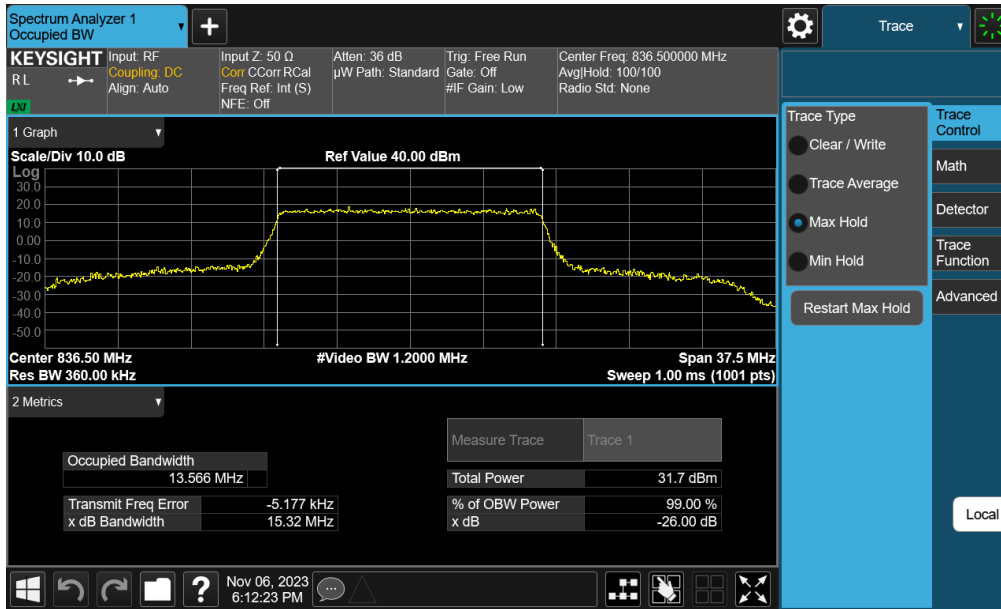 Spectrum Analyzer 1
Occupied BW
+
Trace
KEYSIGHT
R L
LXI
Input: RF
Coupling: DC
Align: Auto
Input Z: 50 Ω
Corr CCorr RCal
Freq Ref: Int (S)
NFE: Off
Atten: 36 dB
µW Path: Standard
Trig: Free Run
Gate: Off
#IF Gain: Low
Center Freq: 836.500000 MHz
Avg|Hold: 100/100
Radio Std: None
1 Graph
Scale/Div 10.0 dB
Ref Value 40.00 dBm
Log
30.0
20.0
10.0
0.00
-10.0
-20.0
-30.0
-40.0
-50.0
Center 836.50 MHz
#Video BW 1.2000 MHz
Span 37.5 MHz
Res BW 360.00 kHz
Sweep 1.00 ms (1001 pts)
2 Metrics
Measure Trace
Trace 1
Occupied Bandwidth
13.566 MHz
Total Power
31.7 dBm
Transmit Freq Error
-5.177 kHz
% of OBW Power
99.00 %
x dB Bandwidth
15.32 MHz
x dB
-26.00 dB
Trace Type
Clear / Write
Trace Average
Max Hold
Min Hold
Restart Max Hold
Trace
Control
Math
Detector
Trace
Function
Advanced
Local
?
Nov 06, 2023
6:12:23 PM